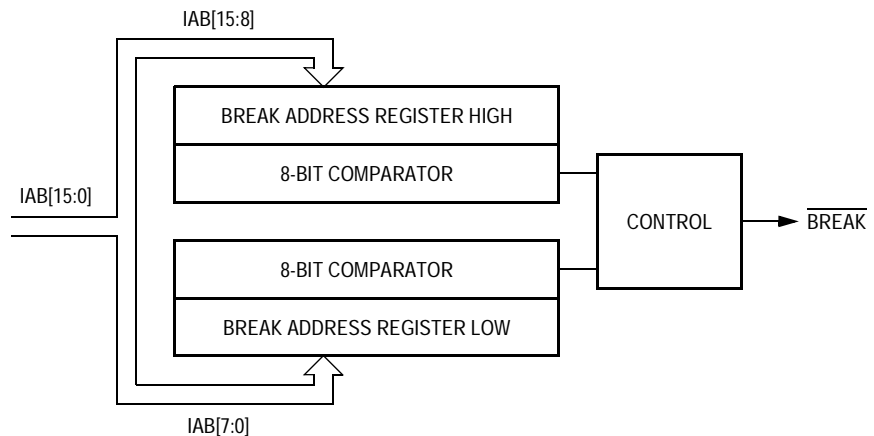 IAB[15:8]
BREAK ADDRESS REGISTER HIGH
8-BIT COMPARATOR
IAB[15:0]
CONTROL
BREAK
8-BIT COMPARATOR
BREAK ADDRESS REGISTER LOW
IAB[7:0]